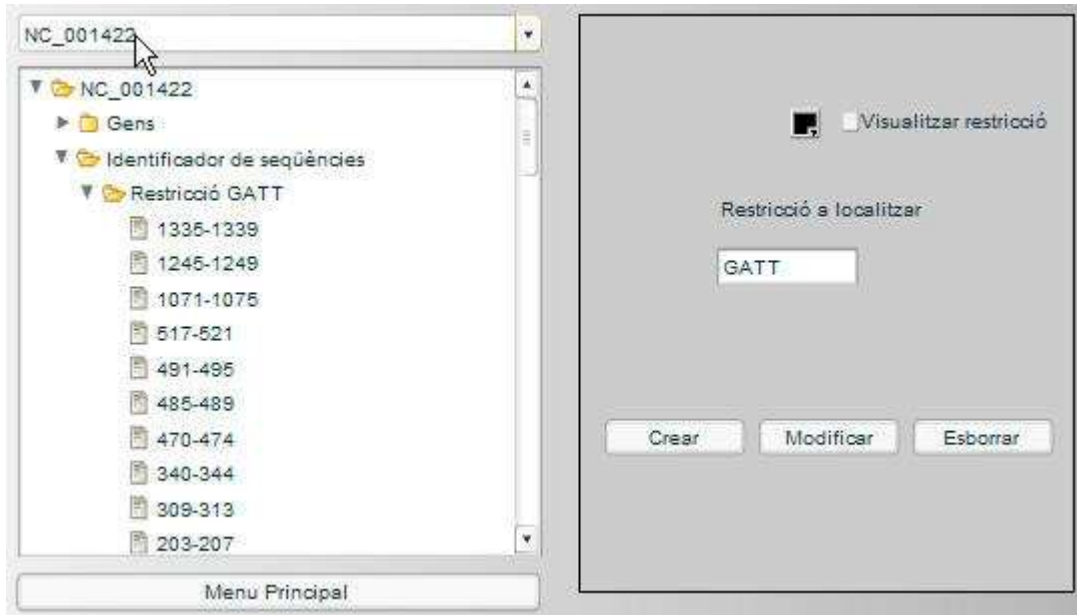 NC_001422
NC_001422
Gens
Identificador de seqüències
Restricció GATT
1335-1339
1245-1249
1071-1075
517-521
491-495
485-489
470-474
340-344
309-313
203-207
Menu Principal
Visualitzar restricció
Restricció a localitzar
GATT
Crear
Modificar
Esborrar